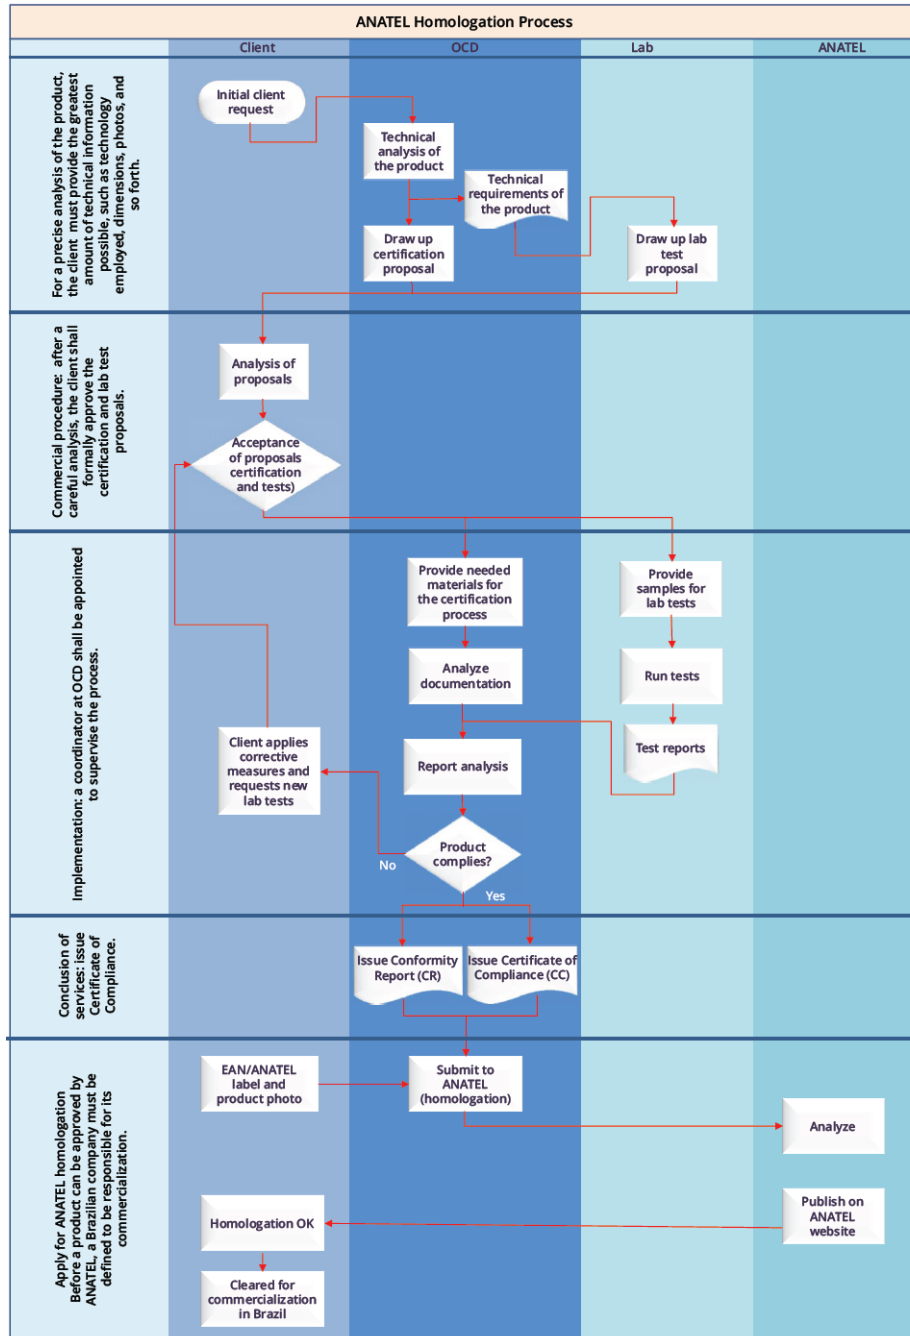 ANATEL Homologation Process
Client
OCD
Lab
ANATEL
For a precise analysis of the product,
the client must provide the greatest
amount of technical information
possible, such as technology
employed, dimensions, photos, and
so forth.
Initial client
request
Technical
analysis of
the product
Technical
requirements of
the product
Draw up
certification
proposal
Draw up lab
test
proposal
Commercial procedure: after a
careful analysis, the client shall
formally approve the
certification and lab test
proposals.
Analysis of
proposals
Acceptance
of proposals
certification
and tests)
Implementation: a coordinator at OCD shall be appointed
to supervise the process.
Provide needed
materials for
the certification
process
Provide
samples for
lab tests
Analyze
documentation
Run tests
Client applies
corrective
measures and
requests new
lab tests
Report analysis
Test reports
Product
complies?
No
Yes
Conclusion of
services: issue
Certificate of
Compliance.
Issue Conformity
Report (CR)
Issue Certificate of
Compliance (CC)
Apply for ANATEL homologation
Before a product can be approved by
ANATEL, a Brazilian company must be
defined to be responsible for its
commercialization.
EAN/ANATEL
label and
product photo
Submit to
ANATEL
(homologation)
Analyze
Homologation OK
Publish on
ANATEL
website
Cleared for
commercialization
in Brazil